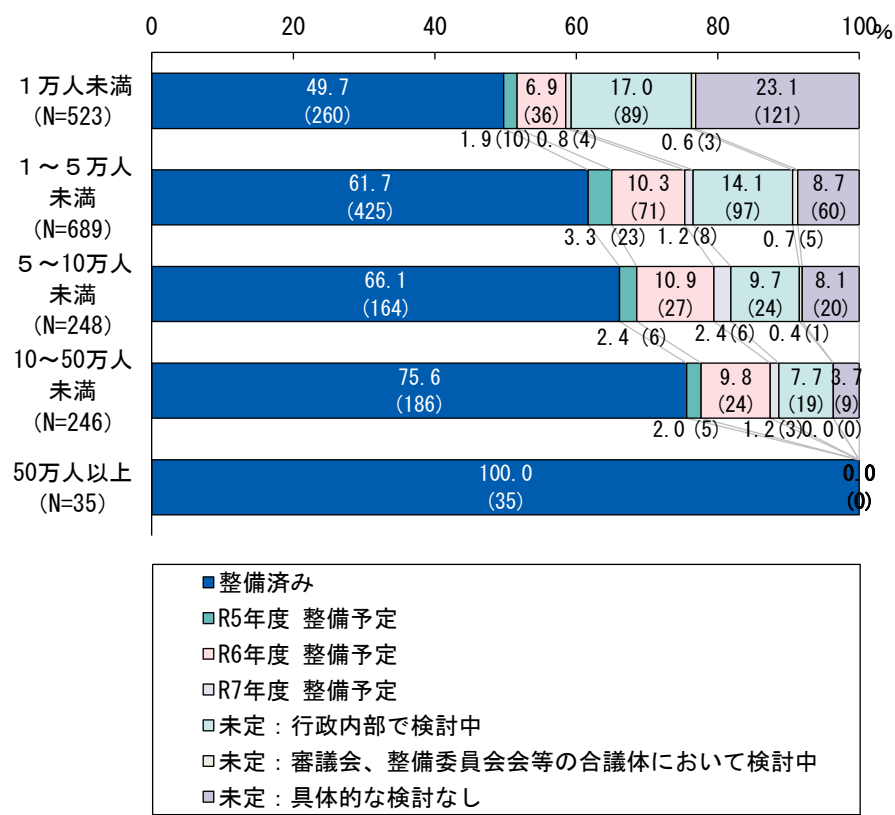 0 20 40 60 80 100 %
１万人未満
(N=523)
49.7 6.9 17.0 23.1
(260) (36) (89) (121)
1.9(10) 0.8(4) 0.6(3)
１～５万人
未満
(N=689)
61.7 10.3 14.1 8.7
(425) (71) (97) (60)
3.3 (23) 1.2(8) 0.7(5)
５～10万人
未満
(N=248)
66.1 10.9 9.7 8.1
(164) (27) (24) (20)
2.4 (6) 2.4(6) 0.4(1)
10～50万人
未満
(N=246)
75.6 9.8 7.7 3.7
(186) (24) (19) (9)
2.0(5) 1.2(3) 0.0(0)
50万人以上
(N=35)
100.0 0.0
(35) (0)
整備済み
R5年度 整備予定
R6年度 整備予定
R7年度 整備予定
未定：行政内部で検討中
未定：審議会、整備委員会会等の合議体において検討中
未定：具体的な検討なし